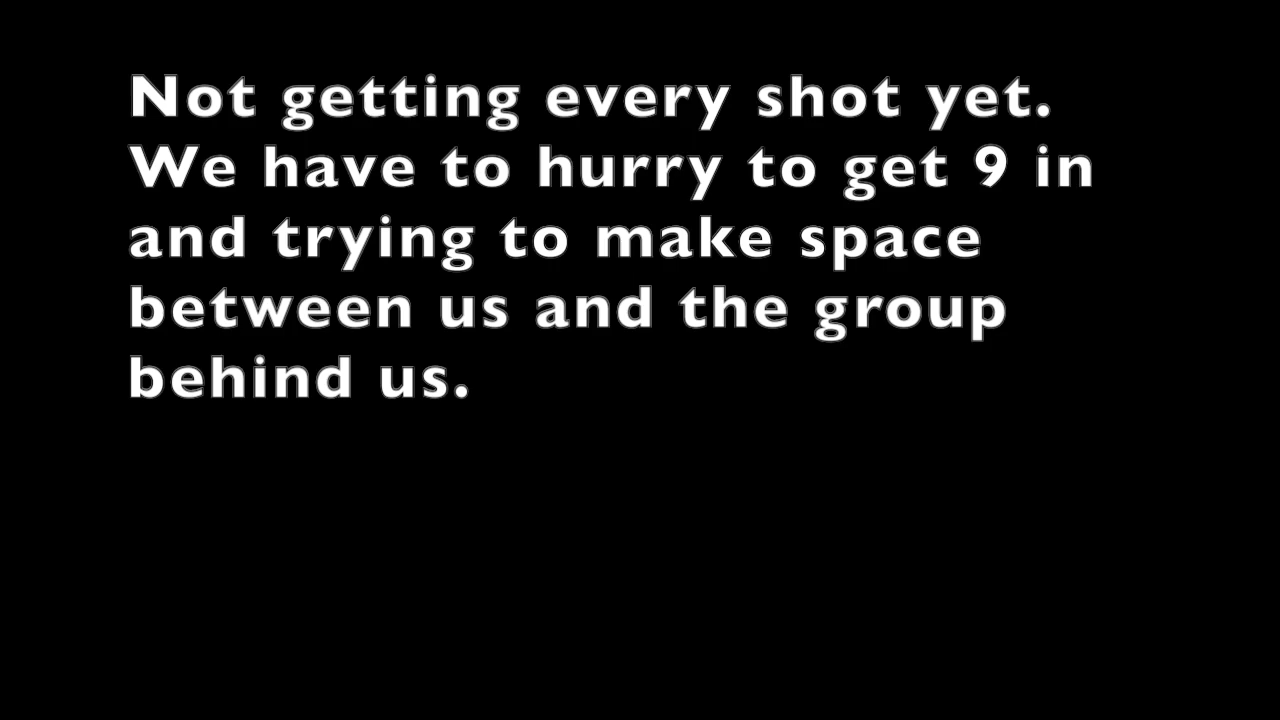 Not getting every shot yet.
We have to hurry to get 9 in
and trying to make space
between us and the group
behind us.